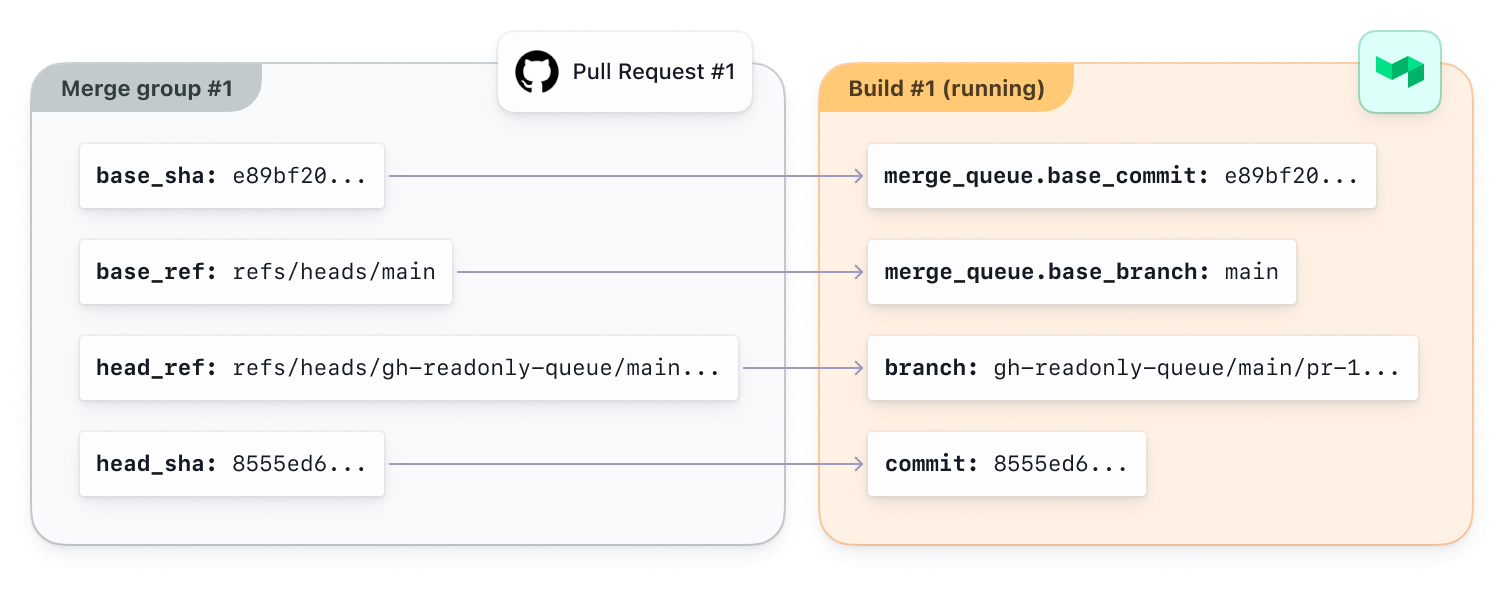 Merge group #1
Pull Request #1
base_sha: e89bf20...
base_ref: refs/heads/main
head_ref: refs/heads/gh-readonly-queue/main...
head_sha: 8555ed6...
Build #1 (running)
merge_queue.base_commit: e89bf20...
merge_queue.base_branch: main
branch: gh-readonly-queue/main/pr-1...
commit: 8555ed6...